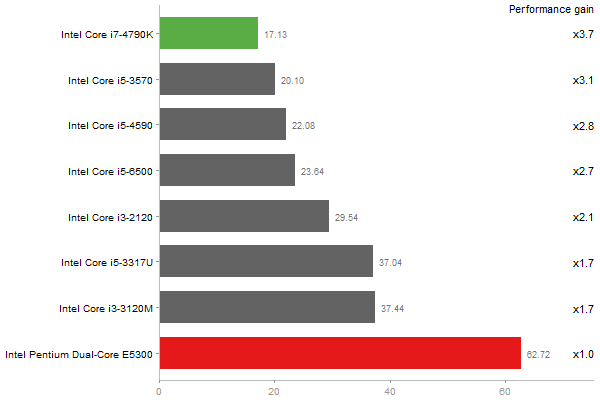 Performance gain
Intel Core i7-4790K 17.13 x3.7
Intel Core i5-3570 20.10 x3.1
Intel Core i5-4590 22.08 x2.8
Intel Core i5-6500 23.64 x2.7
Intel Core i3-2120 29.54 x2.1
Intel Core i5-3317U 37.04 x1.7
Intel Core i3-3120M 37.44 x1.7
Intel Pentium Dual-Core E5300 62.72 x1.0
0 20 40 60